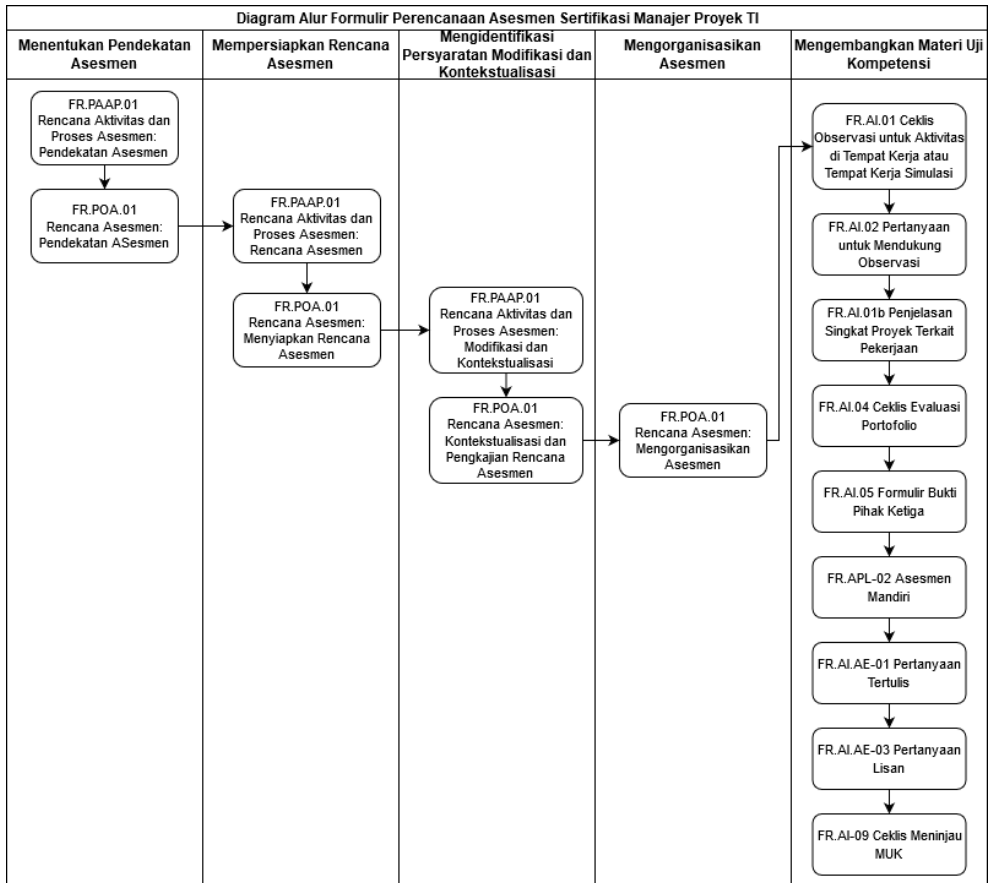 Diagram Alur Formulir Perencanaan Asesmen Sertifikasi Manajer Proyek TI
Menentukan Pendekatan
Asesmen
Mempersiapkan Rencana
Asesmen
Mengidentifikasi
Persyaratan Modifikasi dan
Kontekstualisasi
Mengorganisasikan
Asesmen
Mengembangkan Materi Uji
Kompetensi
FR.PAAP.01
Rencana Aktivitas dan
Proses Asesmen:
Pendekatan Asesmen
FR.POA.01
Rencana Asesmen:
Pendekatan ASesmen
FR.PAAP.01
Rencana Aktivitas dan
Proses Asesmen:
Rencana Asesmen
FR.POA.01
Rencana Asesmen:
Menyiapkan Rencana
Asesmen
FR.PAAP.01
Rencana Aktivitas dan
Proses Asesmen:
Modifikasi dan
Kontekstualisasi
FR.POA.01
Rencana Asesmen:
Kontekstualisasi dan
Pengkajian Rencana
Asesmen
FR.POA.01
Rencana Asesmen:
Mengorganisasikan
Asesmen
FR.AI.01 Ceklis
Observasi untuk Aktivitas
di Tempat Kerja atau
Tempat Kerja Simulasi
FR.AI.02 Pertanyaan
untuk Mendukung
Observasi
FR.AI.01b Penjelasan
Singkat Proyek Terkait
Pekerjaan
FR.AI.04 Ceklis Evaluasi
Portofolio
FR.AI.05 Formulir Bukti
Pihak Ketiga
FR.APL-02 Asesmen
Mandiri
FR.AI.AE-01 Pertanyaan
Tertulis
FR.AI.AE-03 Pertanyaan
Lisan
FR.AI-09 Ceklis Meninjau
MUK